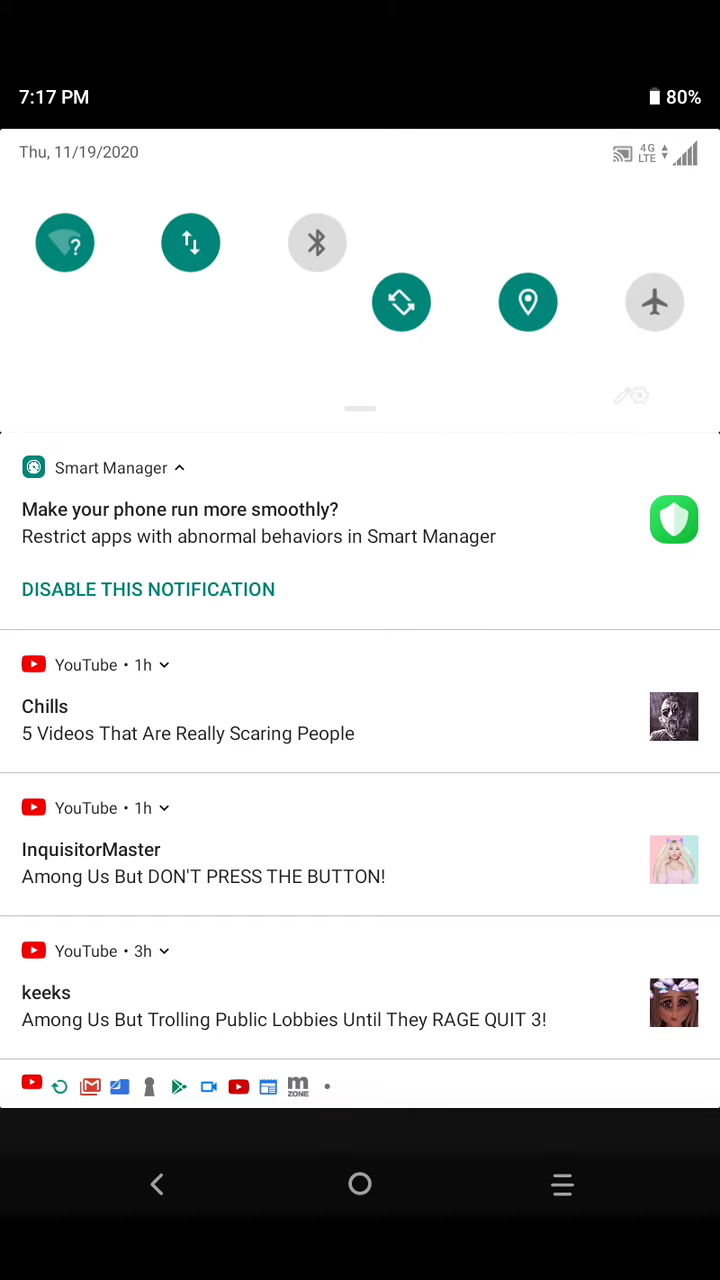 7:17 PM
80%
Thu, 11/19/2020
4G
LTE
?
Smart Manager
Make your phone run more smoothly?
Restrict apps with abnormal behaviors in Smart Manager
DISABLE THIS NOTIFICATION
YouTube • 1h
Chills
5 Videos That Are Really Scaring People
YouTube • 1h
InquisitorMaster
Among Us But DON'T PRESS THE BUTTON!
YouTube • 3h
keeks
Among Us But Trolling Public Lobbies Until They RAGE QUIT 3!
m
ZONE